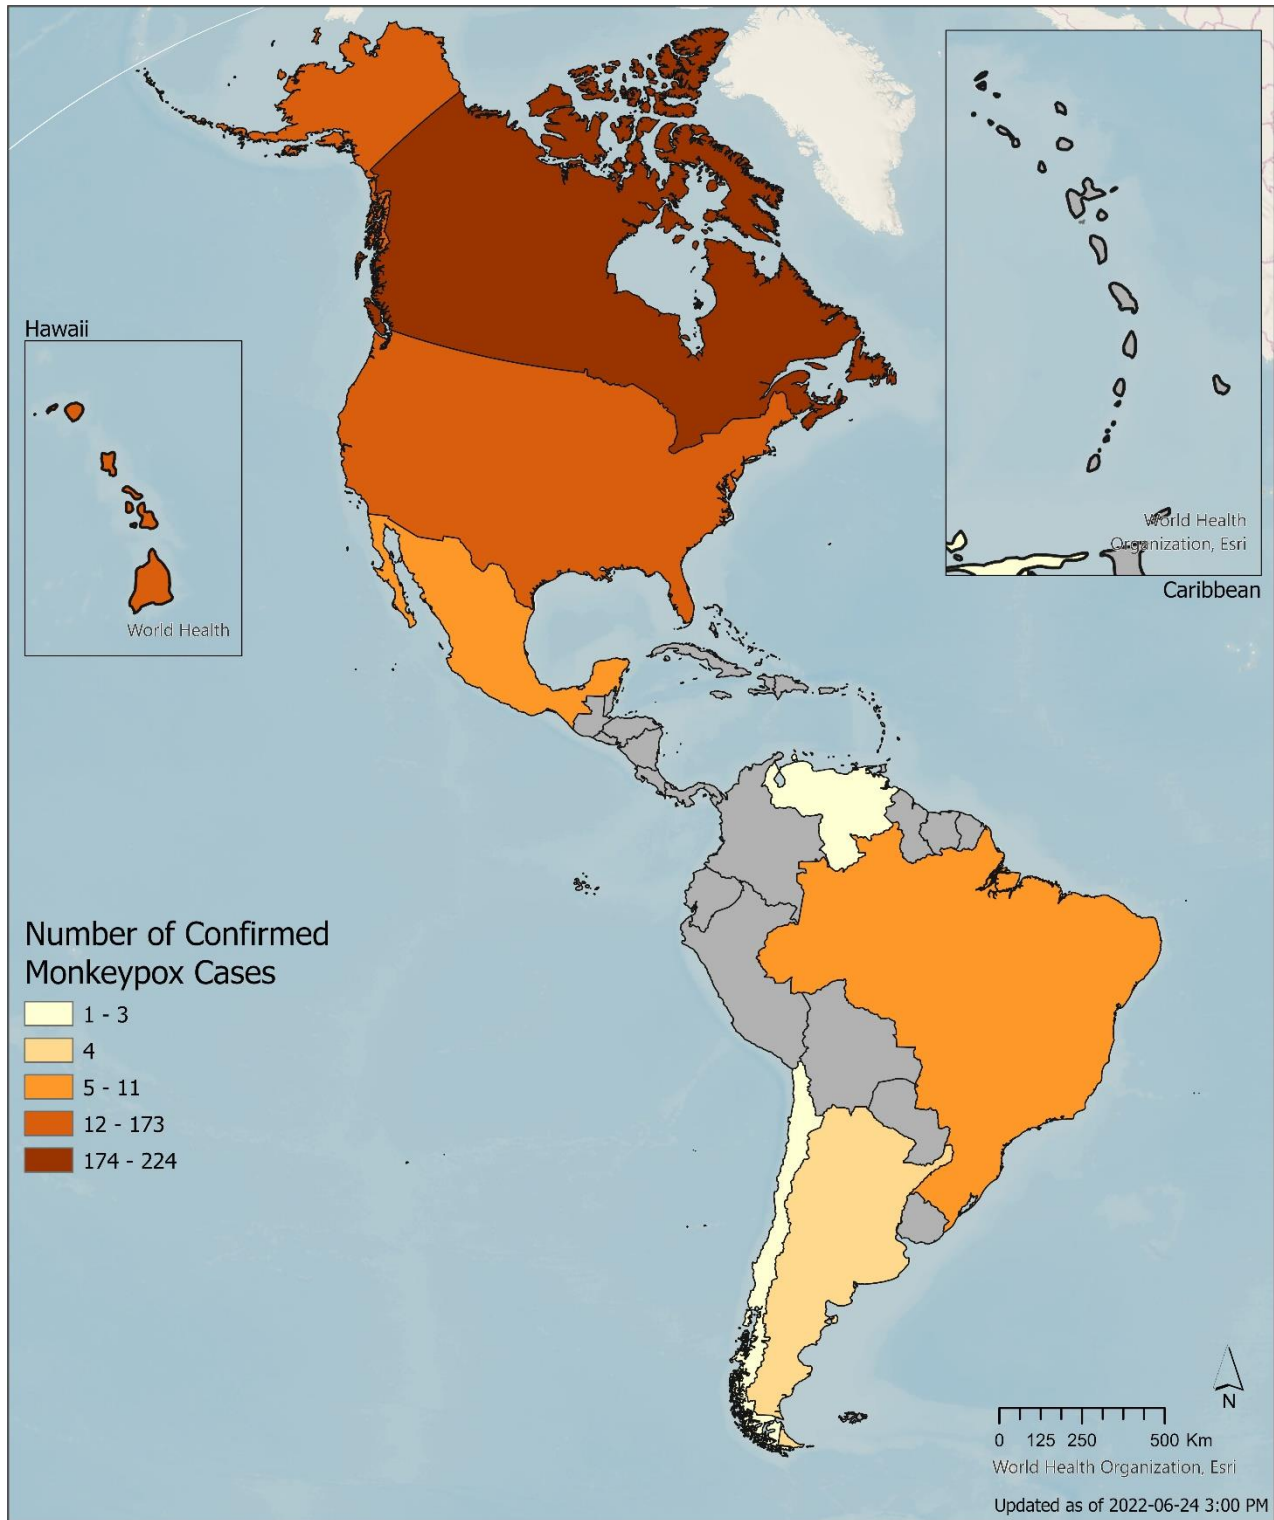 Hawaii
World Health
World Health
Organization, Esri
Caribbean
Number of Confirmed
Monkeypox Cases
1 - 3
4
5 - 11
12 - 173
174 - 224
N
0 125 250 500 Km
World Health Organization, Esri
Updated as of 2022-06-24 3:00 PM